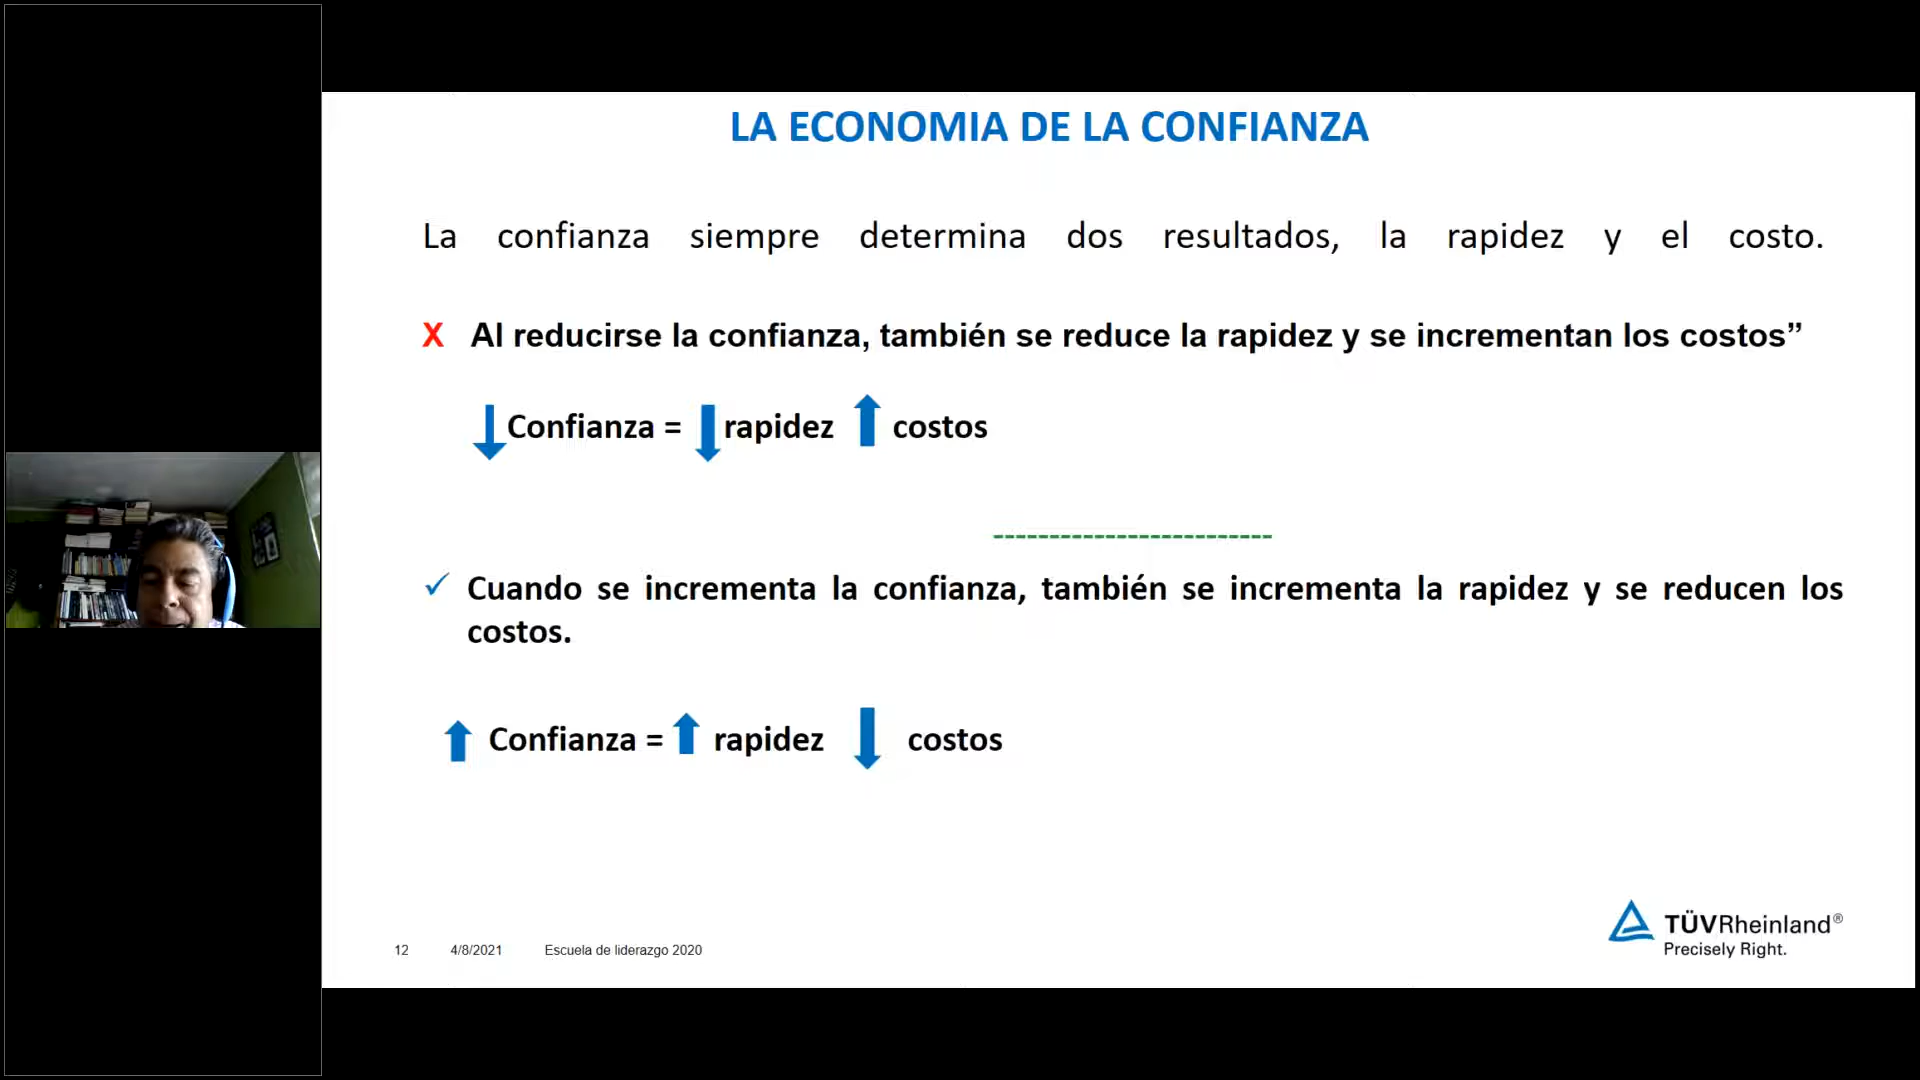 LA ECONOMIA DE LA CONFIANZA
La confianza siempre determina dos resultados, la rapidez y el costo.
X Al reducirse la confianza, también se reduce la rapidez y se incrementan los costos”
Confianza = rapidez costos
Cuando se incrementa la confianza, también se incrementa la rapidez y se reducen los
costos.
Confianza = rapidez costos
TÜVRheinland®
Precisely Right.
12 4/8/2021 Escuela de liderazgo 2020